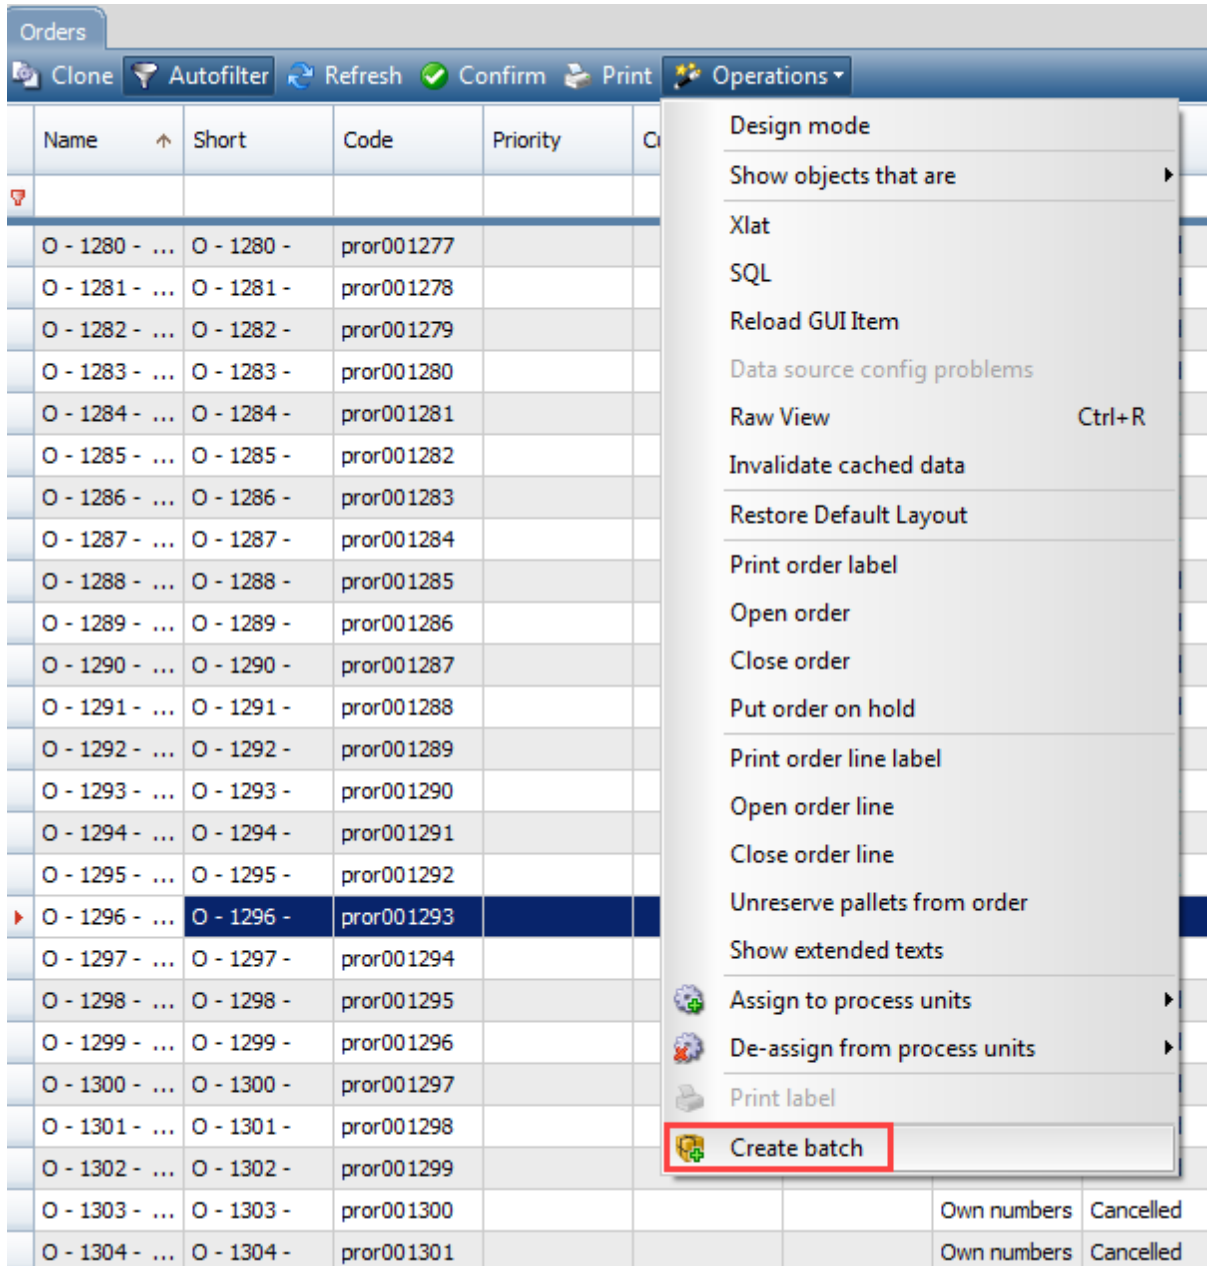 Orders
Clone Autofilter Refresh Confirm Print Operations
Name Short Code Priority
Design mode
Show objects that are
Xlat
SQL
Reload GUI Item
Data source config problems
Raw View Ctrl+R
Invalidate cached data
Restore Default Layout
Print order label
Open order
Close order
Put order on hold
Print order line label
Open order line
Close order line
Unreserve pallets from order
Show extended texts
Assign to process units
De-assign from process units
Print label
Create batch
O - 1280 - ... O - 1280 - pror001277
O - 1281 - ... O - 1281 - pror001278
O - 1282 - ... O - 1282 - pror001279
O - 1283 - ... O - 1283 - pror001280
O - 1284 - ... O - 1284 - pror001281
O - 1285 - ... O - 1285 - pror001282
O - 1286 - ... O - 1286 - pror001283
O - 1287 - ... O - 1287 - pror001284
O - 1288 - ... O - 1288 - pror001285
O - 1289 - ... O - 1289 - pror001286
O - 1290 - ... O - 1290 - pror001287
O - 1291 - ... O - 1291 - pror001288
O - 1292 - ... O - 1292 - pror001289
O - 1293 - ... O - 1293 - pror001290
O - 1294 - ... O - 1294 - pror001291
O - 1295 - ... O - 1295 - pror001292
O - 1296 - ... O - 1296 - pror001293
O - 1297 - ... O - 1297 - pror001294
O - 1298 - ... O - 1298 - pror001295
O - 1299 - ... O - 1299 - pror001296
O - 1300 - ... O - 1300 - pror001297
O - 1301 - ... O - 1301 - pror001298
O - 1302 - ... O - 1302 - pror001299
O - 1303 - ... O - 1303 - pror001300 Own numbers Cancelled
O - 1304 - ... O - 1304 - pror001301 Own numbers Cancelled